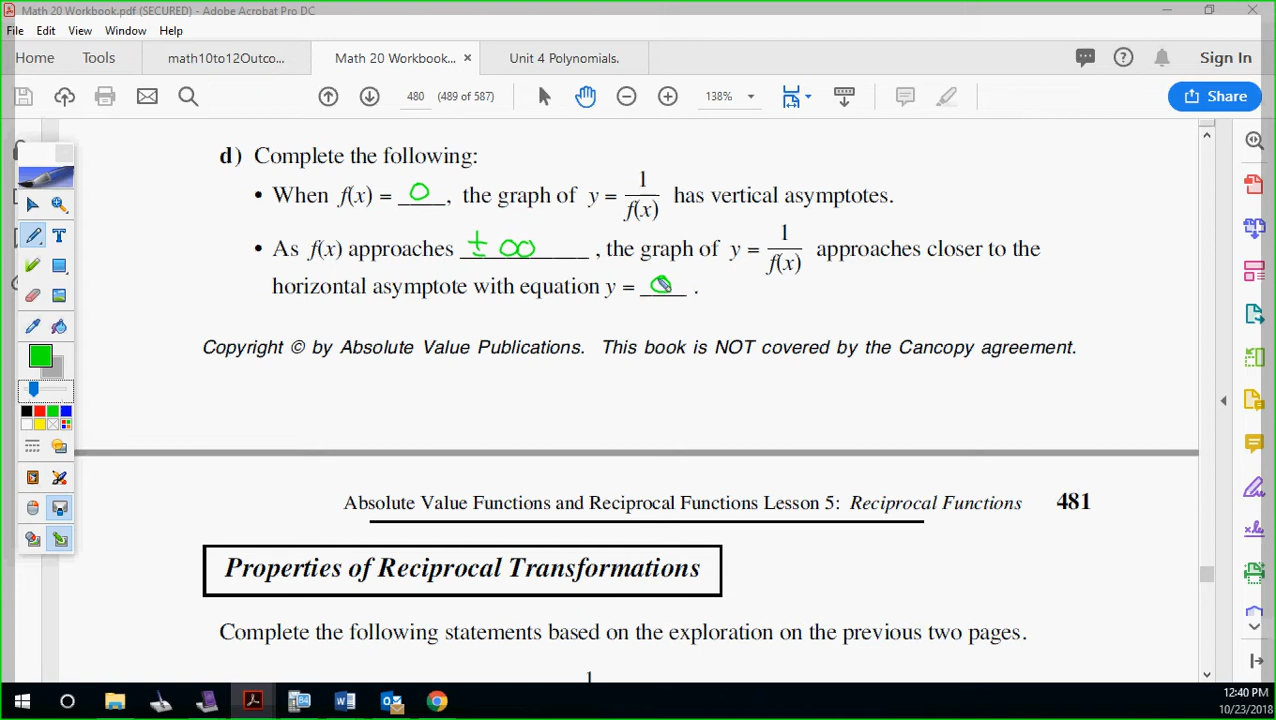 Math 20 Workbook.pdf (SECURED) - Adobe Acrobat Pro DC
File Edit View Window Help
Home Tools math10to12Outco... Math 20 Workbook... × Unit 4 Polynomials. Sign In
480 (489 of 587) 138% Share
d) Complete the following:
• When f(x) = 0, the graph of y = 1/f(x) has vertical asymptotes.
• As f(x) approaches ± ∞, the graph of y = 1/f(x) approaches closer to the
horizontal asymptote with equation y = 0.
Copyright © by Absolute Value Publications. This book is NOT covered by the Cancopy agreement.
Absolute Value Functions and Reciprocal Functions Lesson 5: Reciprocal Functions 481
Properties of Reciprocal Transformations
Complete the following statements based on the exploration on the previous two pages.
1
12:40 PM
10/23/2018